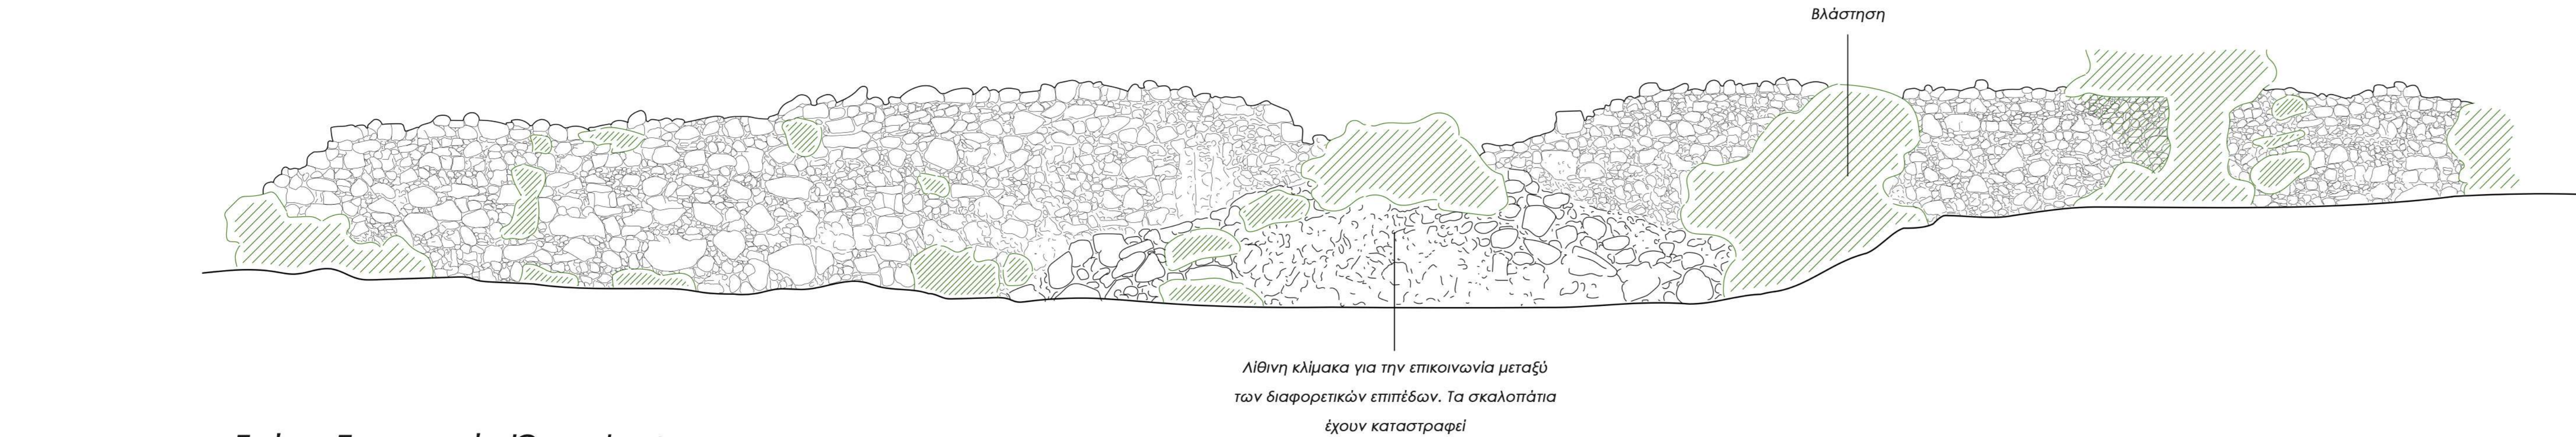 Βλάστηση
Λίθινη κλίμακα για την επικοινωνία μεταξύ
των διαφορετικών επιπέδων. Τα σκαλοπάτια
έχουν καταστραφεί